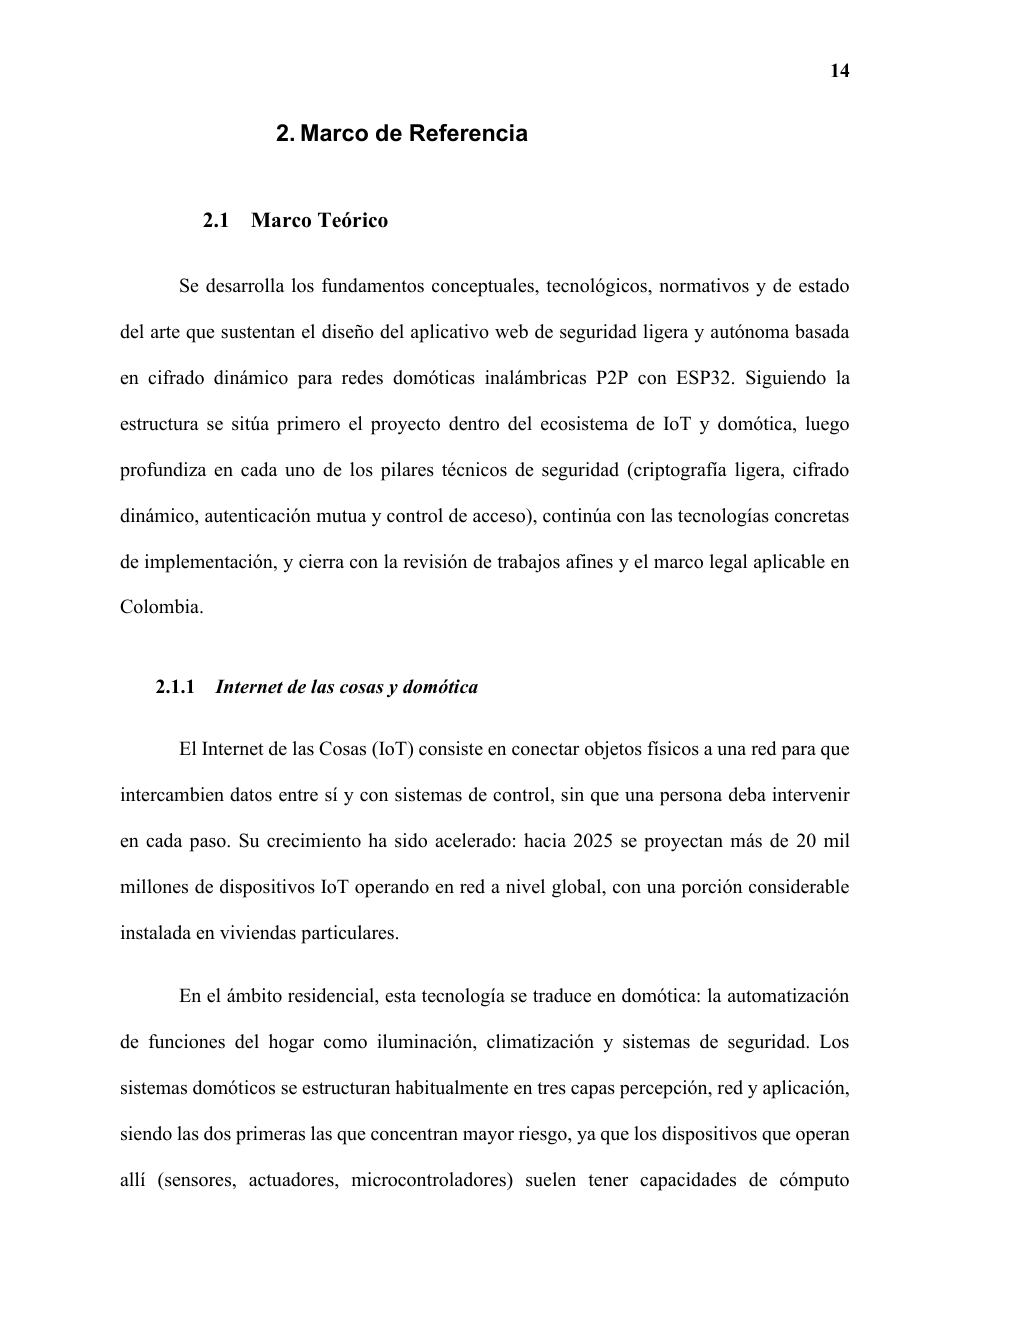 14
2. Marco de Referencia
2.1 Marco Teórico
Se desarrolla los fundamentos conceptuales, tecnológicos, normativos y de estado
del arte que sustentan el diseño del aplicativo web de seguridad ligera y autónoma basada
en cifrado dinámico para redes domóticas inalámbricas P2P con ESP32. Siguiendo la
estructura se sitúa primero el proyecto dentro del ecosistema de IoT y domótica, luego
profundiza en cada uno de los pilares técnicos de seguridad (criptografía ligera, cifrado
dinámico, autenticación mutua y control de acceso), continúa con las tecnologías concretas
de implementación, y cierra con la revisión de trabajos afines y el marco legal aplicable en
Colombia.
2.1.1 Internet de las cosas y domótica
El Internet de las Cosas (IoT) consiste en conectar objetos físicos a una red para que
intercambien datos entre sí y con sistemas de control, sin que una persona deba intervenir
en cada paso. Su crecimiento ha sido acelerado: hacia 2025 se proyectan más de 20 mil
millones de dispositivos IoT operando en red a nivel global, con una porción considerable
instalada en viviendas particulares.
En el ámbito residencial, esta tecnología se traduce en domótica: la automatización
de funciones del hogar como iluminación, climatización y sistemas de seguridad. Los
sistemas domóticos se estructuran habitualmente en tres capas percepción, red y aplicación,
siendo las dos primeras las que concentran mayor riesgo, ya que los dispositivos que operan
allí (sensores, actuadores, microcontroladores) suelen tener capacidades de cómputo